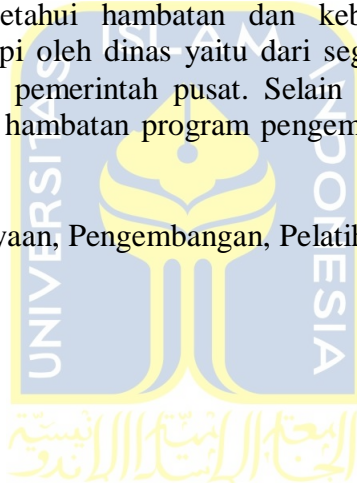 etahui hambatan dan keb
pi oleh dinas yaitu dari seg
pemerintah pusat. Selain
hambatan program pengem
yaan, Pengembangan, Pelatih
UNIVERSITAS
ISLAM
INDONESIA